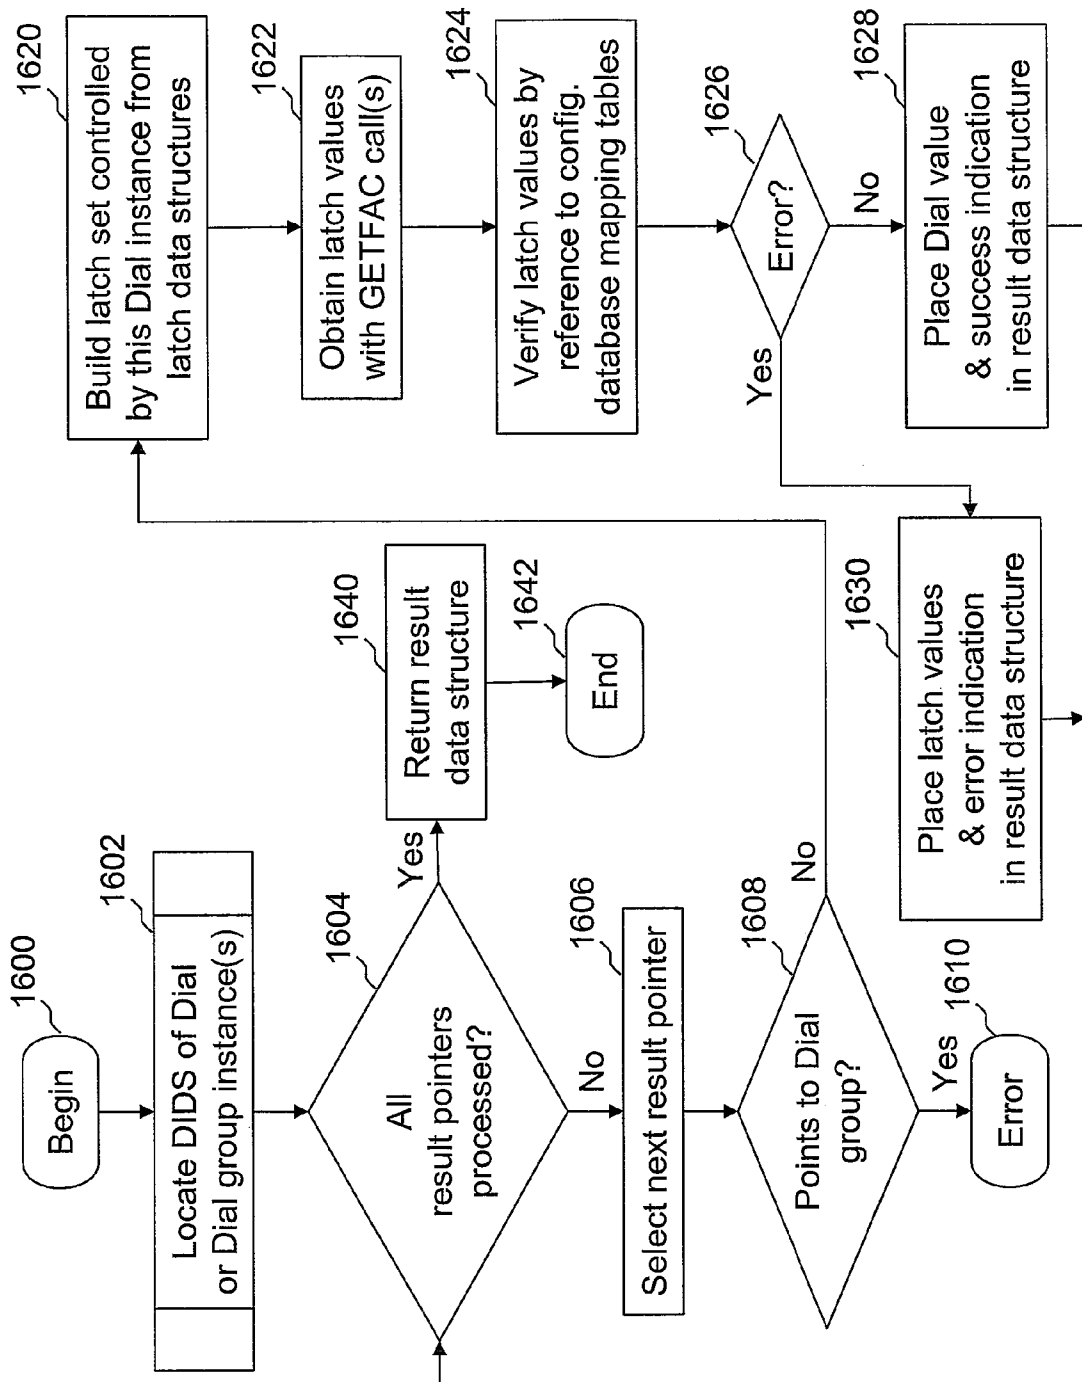 1600
Begin
1602
Locate DIDS of Dial
or Dial group instance(s)
1604
All
result pointers
processed?
Yes
No
1640
Return result
data structure
1642
End
1606
Select next result pointer
1608
Points to Dial
group?
No
Yes
1610
Error
1620
Build latch set controlled
by this Dial instance from
latch data structures
1622
Obtain latch values
with GETFAC call(s)
1624
Verify latch values by
reference to config.
database mapping tables
1626
Error?
Yes
No
1628
Place Dial value
& success indication
in result data structure
1630
Place latch values
& error indication
in result data structure